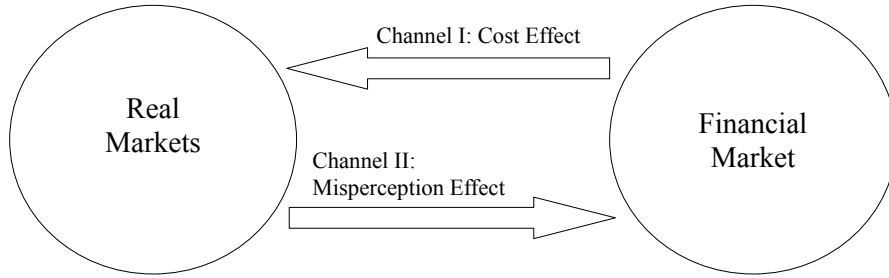 Channel I: Cost Effect
Real
Markets
Financial
Market
Channel II:
Misperception Effect